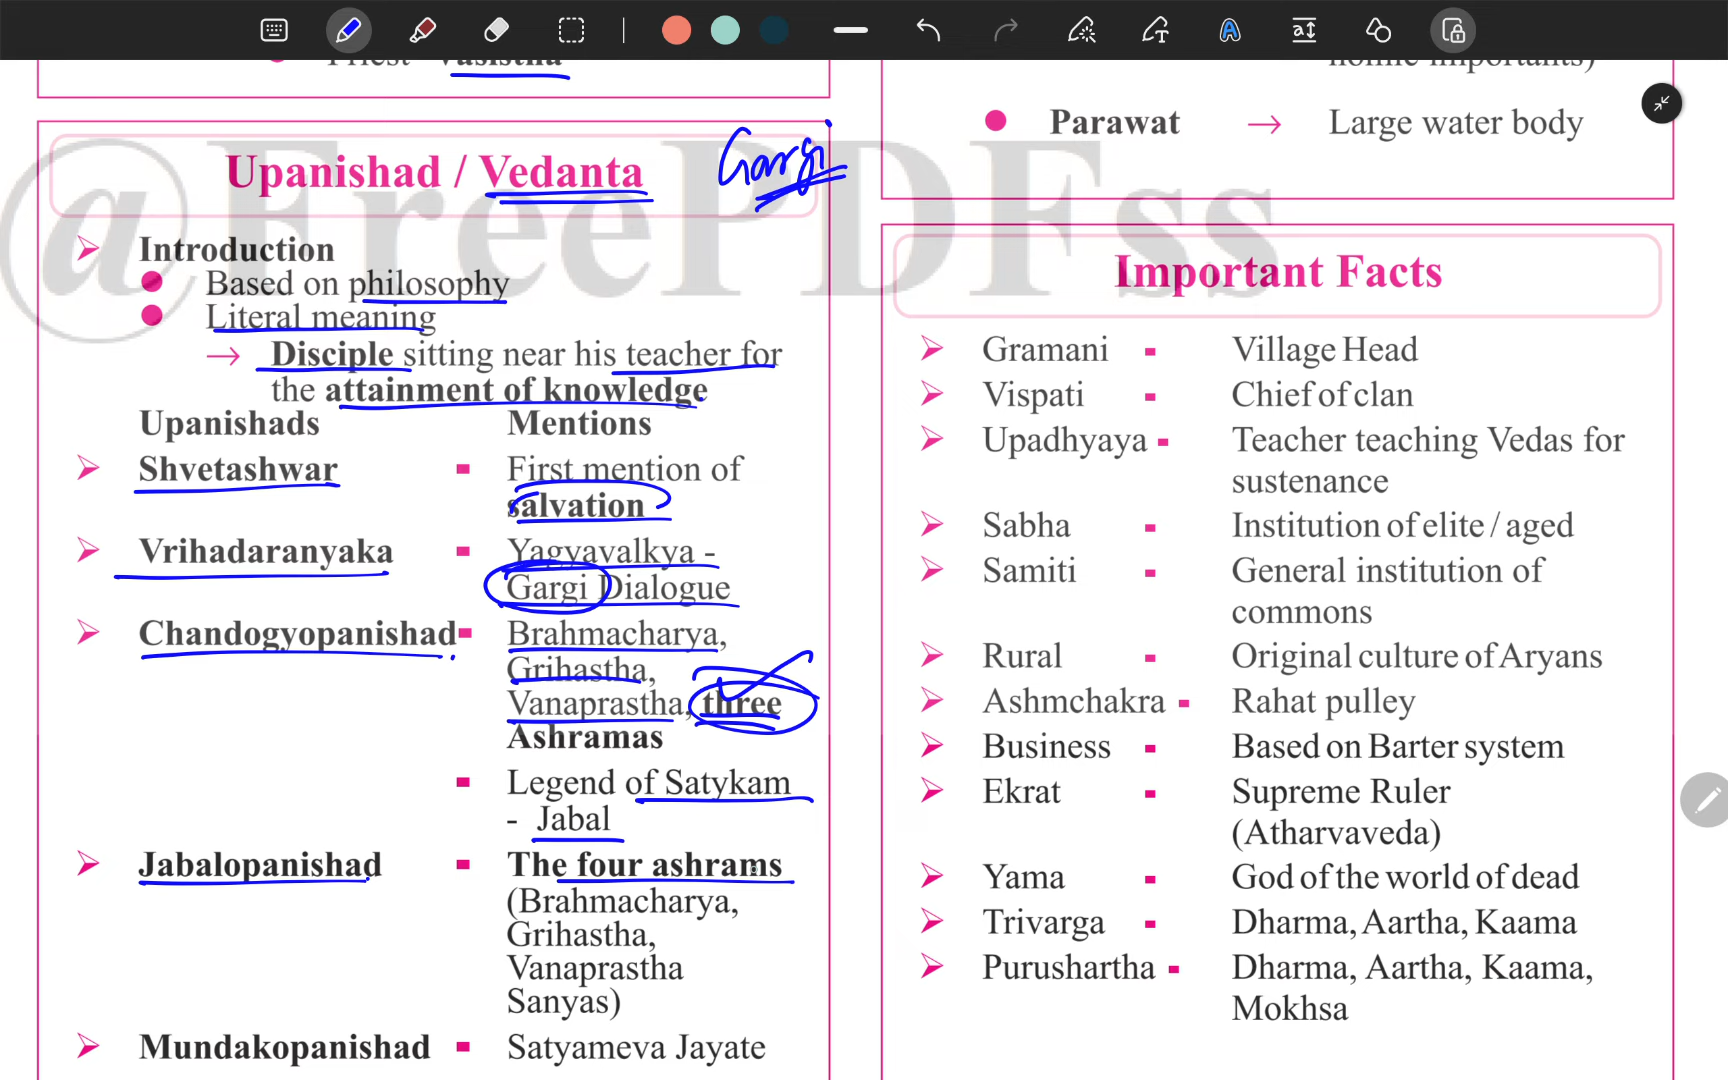 Priest - Vasistha
Upanishad / Vedanta
Gargi
Introduction
Based on philosophy
Literal meaning
→ Disciple sitting near his teacher for
the attainment of knowledge
Upanishads Mentions
Shvetashwar - First mention of
salvation
Vrihadaranyaka - Yagyavalkya -
Gargi Dialogue
Chandogyopanishad - Brahmacharya,
Grihastha,
Vanaprastha, three
Ashramas
- Legend of Satykam
- Jabal
Jabalopanishad - The four ashrams
(Brahmacharya,
Grihastha,
Vanaprastha
Sanyas)
Mundakopanishad - Satyameva Jayate
Parawat → Large water body
Important Facts
Gramani - Village Head
Vispati - Chief of clan
Upadhyaya - Teacher teaching Vedas for
sustenance
Sabha - Institution of elite / aged
Samiti - General institution of
commons
Rural - Original culture of Aryans
Ashmchakra - Rahat pulley
Business - Based on Barter system
Ekrat - Supreme Ruler
(Atharvaveda)
Yama - God of the world of dead
Trivarga - Dharma, Aartha, Kaama
Purushartha - Dharma, Aartha, Kaama,
Mokhsa
@FreePDFss